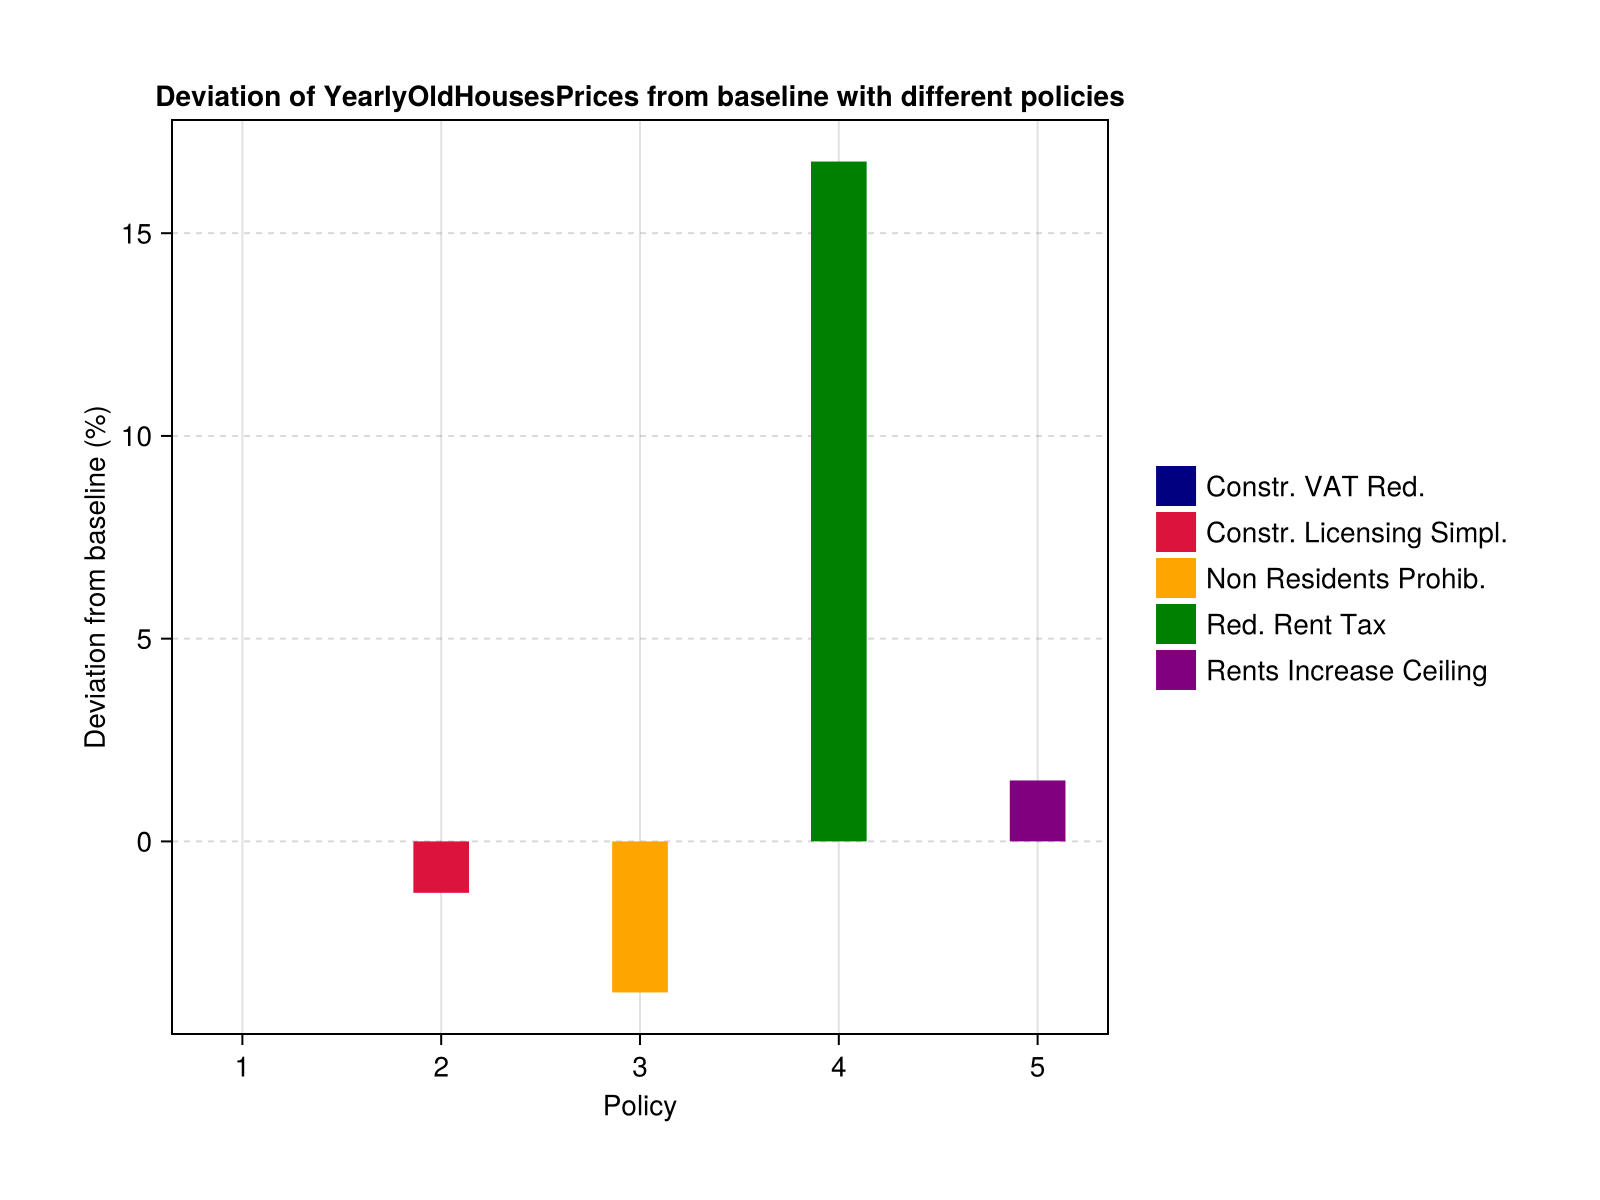 Deviation of YearlyOldHousesPrices from baseline with different policies
Deviation from baseline (%)
15
10
5
0
1 2 3 4 5
Policy
Constr. VAT Red.
Constr. Licensing Simpl.
Non Residents Prohib.
Red. Rent Tax
Rents Increase Ceiling